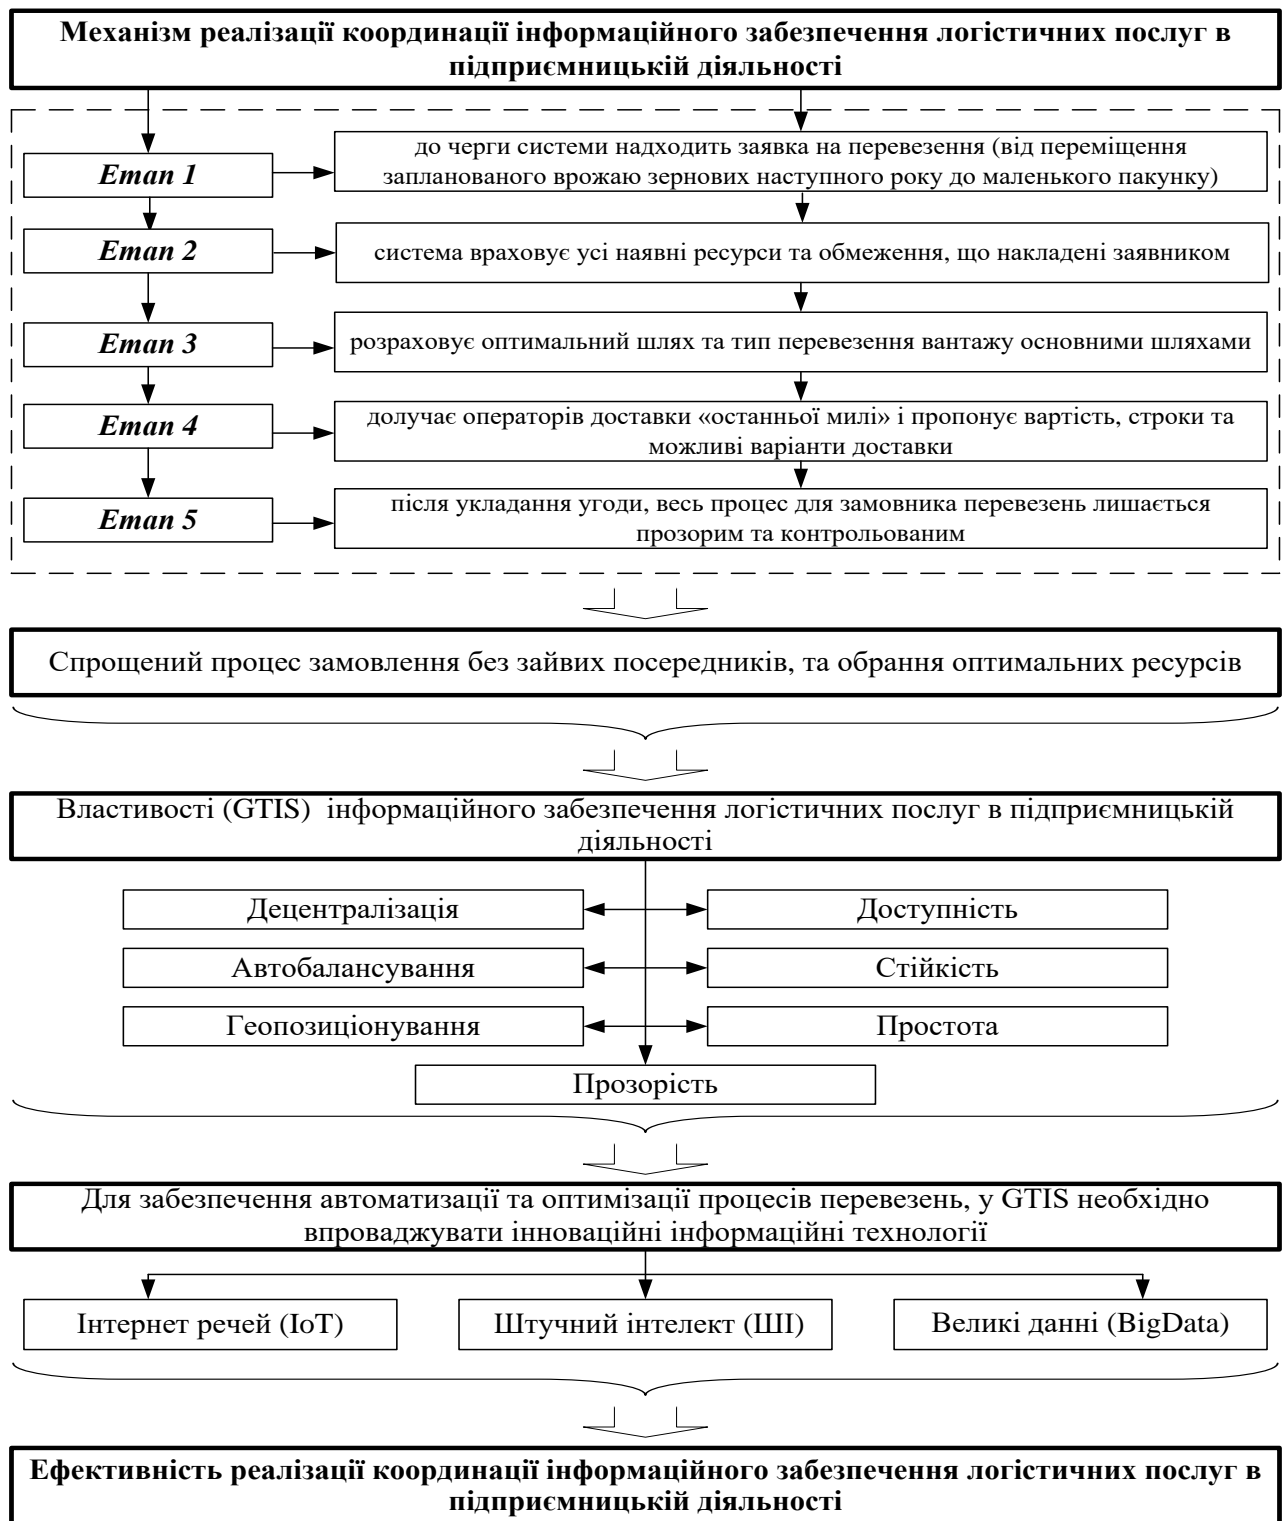 Механізм реалізації координації інформаційного забезпечення логістичних послуг в
підприємницькій діяльності
Етап 1
до черги системи надходить заявка на перевезення (від переміщення
запланованого врожаю зернових наступного року до маленького пакунку)
Етап 2
система враховує усі наявні ресурси та обмеження, що накладені заявником
Етап 3
розраховує оптимальний шлях та тип перевезення вантажу основними шляхами
Етап 4
долучає операторів доставки «останньої милі» і пропонує вартість, строки та
можливі варіанти доставки
Етап 5
після укладання угоди, весь процес для замовника перевезень лишається
прозорим та контрольованим
Спрощений процес замовлення без зайвих посередників, та обрання оптимальних ресурсів
Властивості (GTIS) інформаційного забезпечення логістичних послуг в підприємницькій
діяльності
Децентралізація
Доступність
Автобалансування
Стійкість
Геопозиціонування
Простота
Прозорість
Для забезпечення автоматизації та оптимізації процесів перевезень, у GTIS необхідно
впроваджувати інноваційні інформаційні технології
Інтернет речей (IoT)
Штучний інтелект (ШІ)
Великі данні (BigData)
Ефективність реалізації координації інформаційного забезпечення логістичних послуг в
підприємницькій діяльності